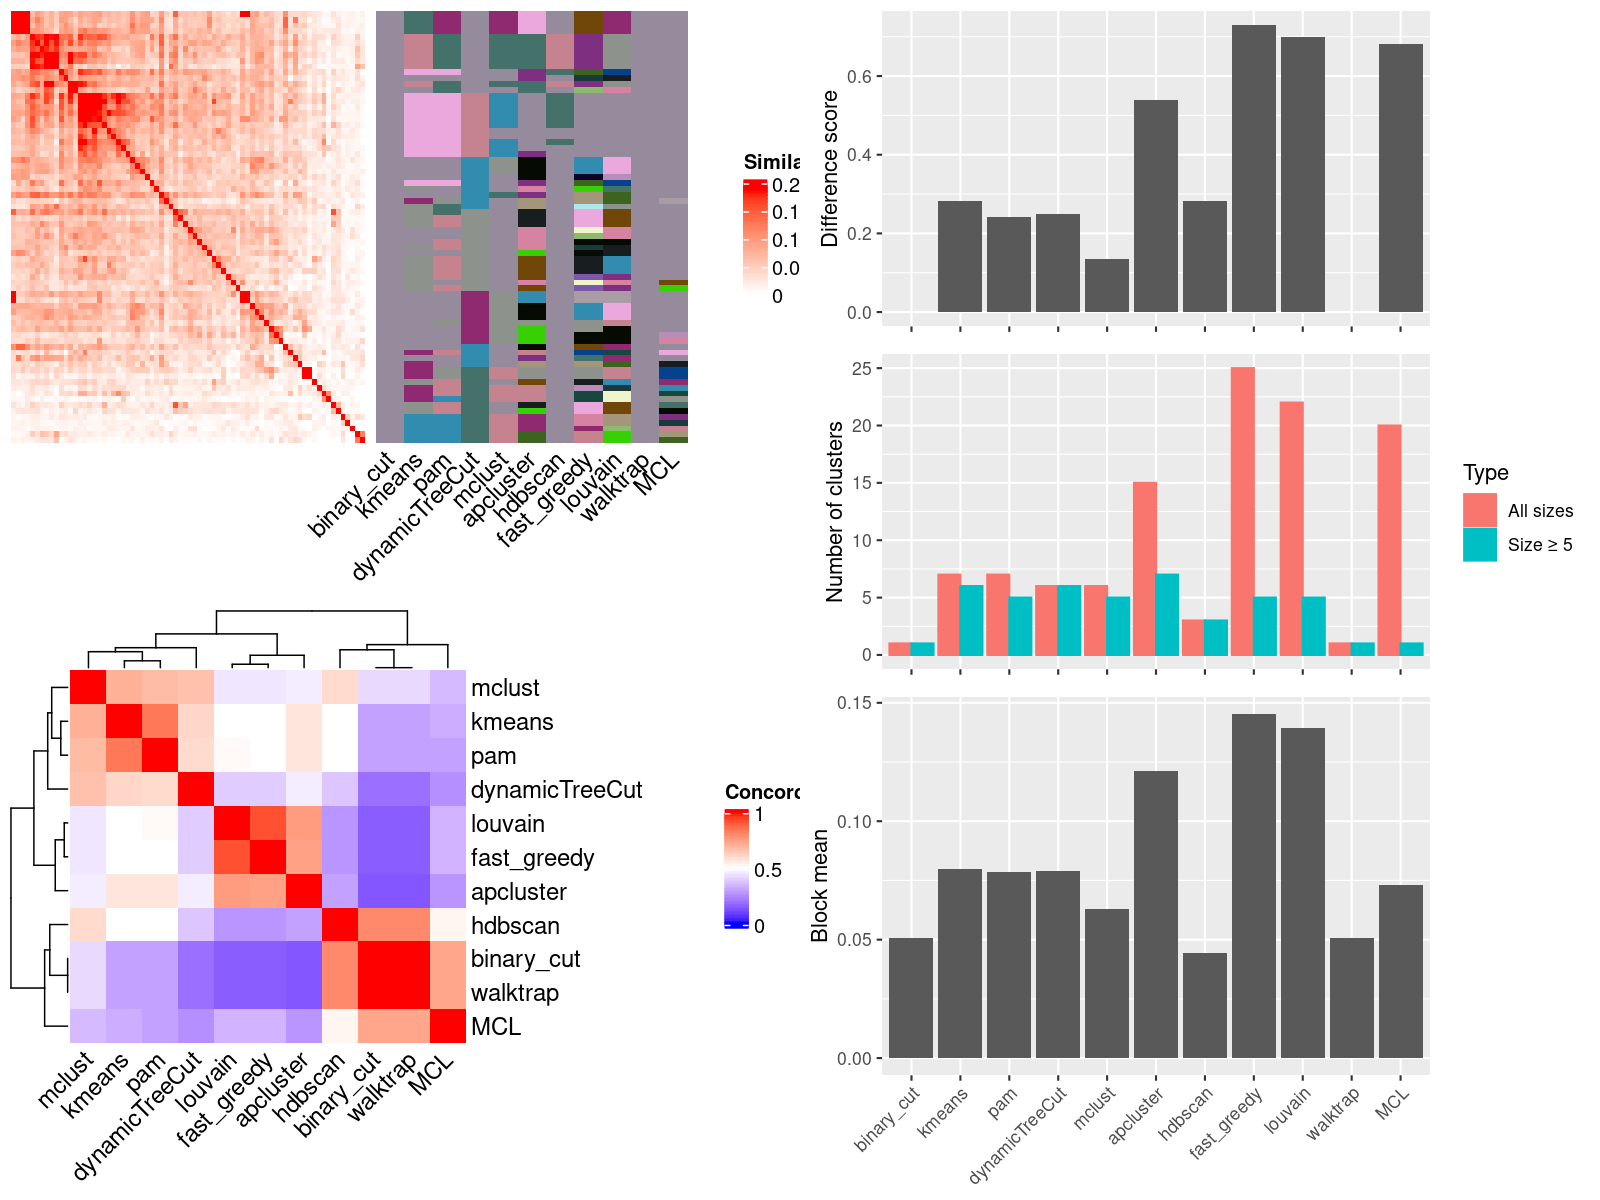 Simila
0.2
0.1
0.1
0.0
0
binary_cut
kmeans
pam
dynamicTreeCut
mclust
apcluster
hdbscan
fast_greedy
louvain
walktrap
MCL
mclust
kmeans
pam
dynamicTreeCut
louvain
fast_greedy
apcluster
hdbscan
binary_cut
walktrap
MCL
mclust
kmeans
pam
dynamicTreeCut
louvain
fast_greedy
apcluster
hdbscan
binary_cut
walktrap
MCL
Concord
1
0.5
0
Difference score
0.6
0.4
0.2
0.0
Number of clusters
25
20
15
10
5
0
Type
All sizes
Size ≥ 5
Block mean
0.15
0.10
0.05
0.00
binary_cut
kmeans
pam
dynamicTreeCut
mclust
apcluster
hdbscan
fast_greedy
louvain
walktrap
MCL